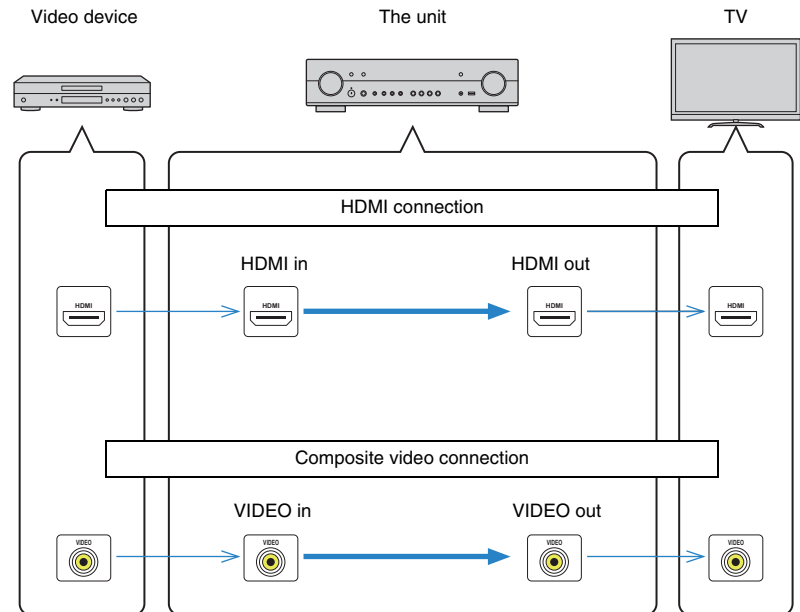 Video device
The unit
TV
HDMI connection
HDMI in
HDMI out
HDMI
HDMI
HDMI
HDMI
Composite video connection
VIDEO in
VIDEO out
VIDEO
VIDEO
VIDEO
VIDEO